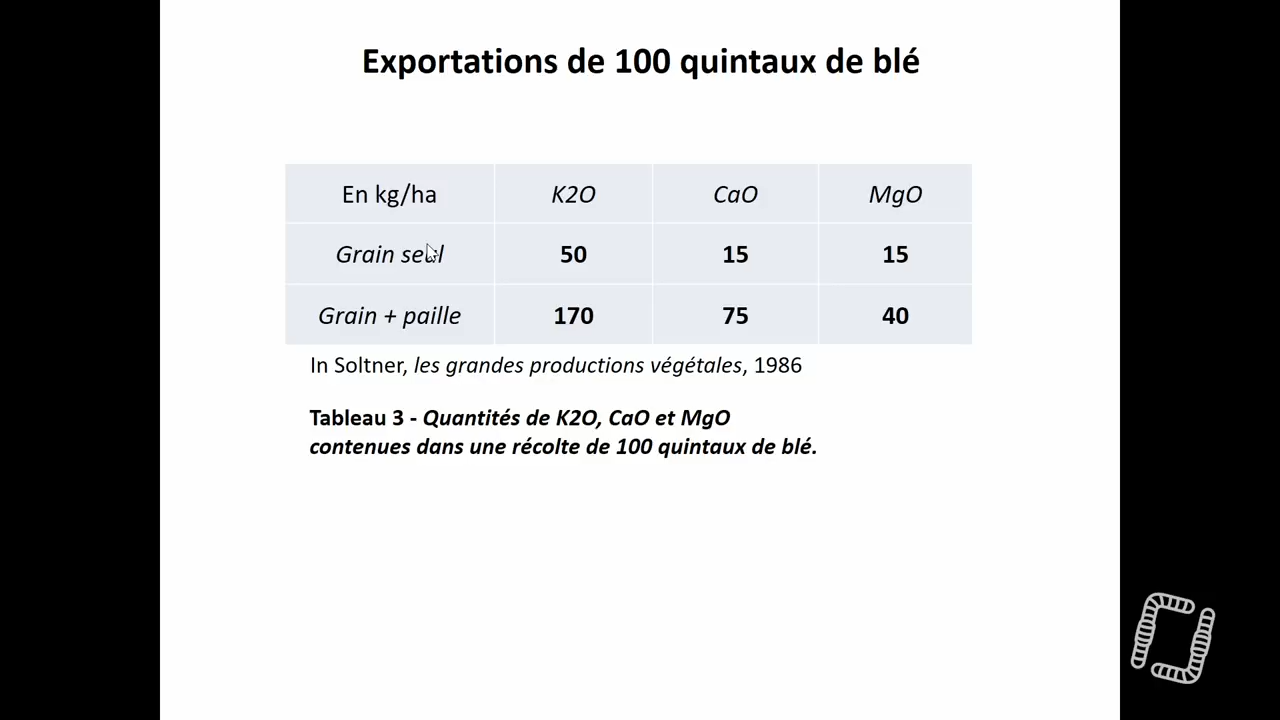 Exportations de 100 quintaux de blé
En kg/ha K2O CaO MgO
Grain seul 50 15 15
Grain + paille 170 75 40
In Soltner, les grandes productions végétales, 1986
Tableau 3 - Quantités de K2O, CaO et MgO
contenues dans une récolte de 100 quintaux de blé.